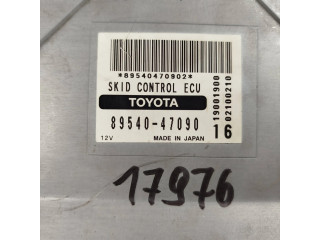 *89540470902*
SKID CONTROL ECU
TOYOTA
89540-47090
12V MADE IN JAPAN
16
19001900
02100210
17976